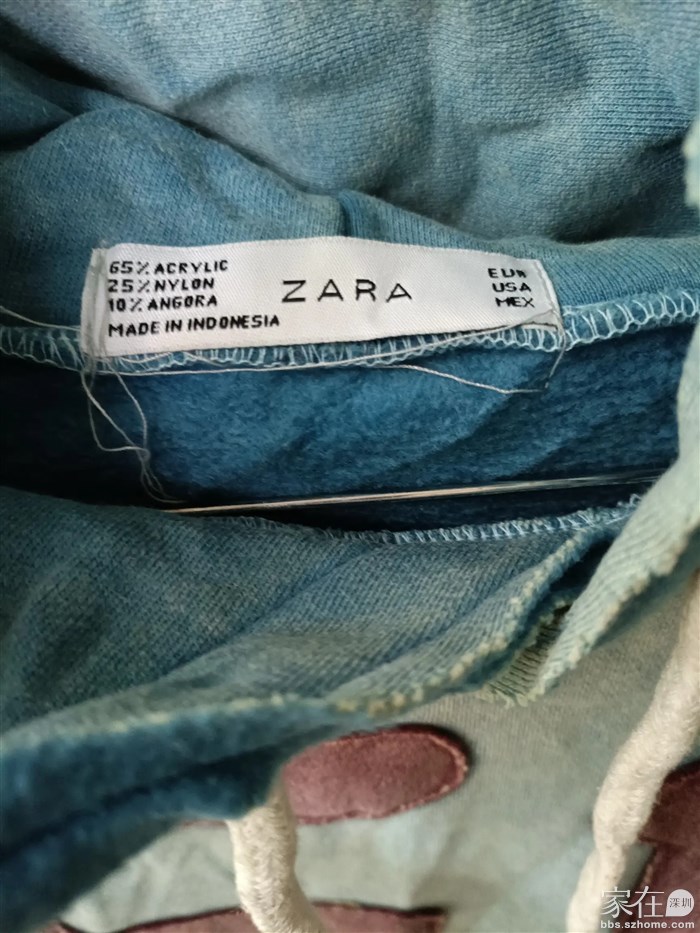 65% ACRYLIC
25% NYLON
10% ANGORA
MADE IN INDONESIA
ZARA
EUR
USA
MEX
家在 深圳
bbs.szhome.com